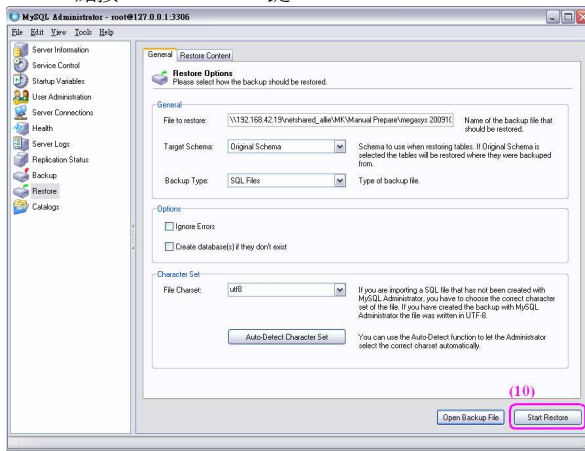 MySQL Administrator - root@127.0.0.1:3306
File Edit View Tools Help
Server Information
Service Control
Startup Variables
User Administration
Server Connections
Health
Server Logs
Replication Status
Backup
Restore
Catalogs
General Restore Content
Restore Options
Please select how the backup should be restored.
General
File to restore: \\192.168.42.19\netshared_allie\MK\Manual Prepare\megasys 20091C
Name of the backup file that
should be restored.
Target Schema: Original Schema
Schema to use when restoring tables. If Original Schema is
selected the tables will be restored where they were backuped
from.
Backup Type: SQL Files Type of backup file.
Options
Ignore Errors
Create database(s) if they don't exist
Character Set
File Charset: utf8
If you are importing a SQL file that has not been created with
MySQL Administrator, you have to choose the correct character
set of the file. If you have created the backup with MySQL
Administrator the file was written in UTF-8.
Auto-Detect Character Set
You can use the Auto-Detect function to let the Administrator
select the correct charset automatically.
(10)
Open Backup File Start Restore